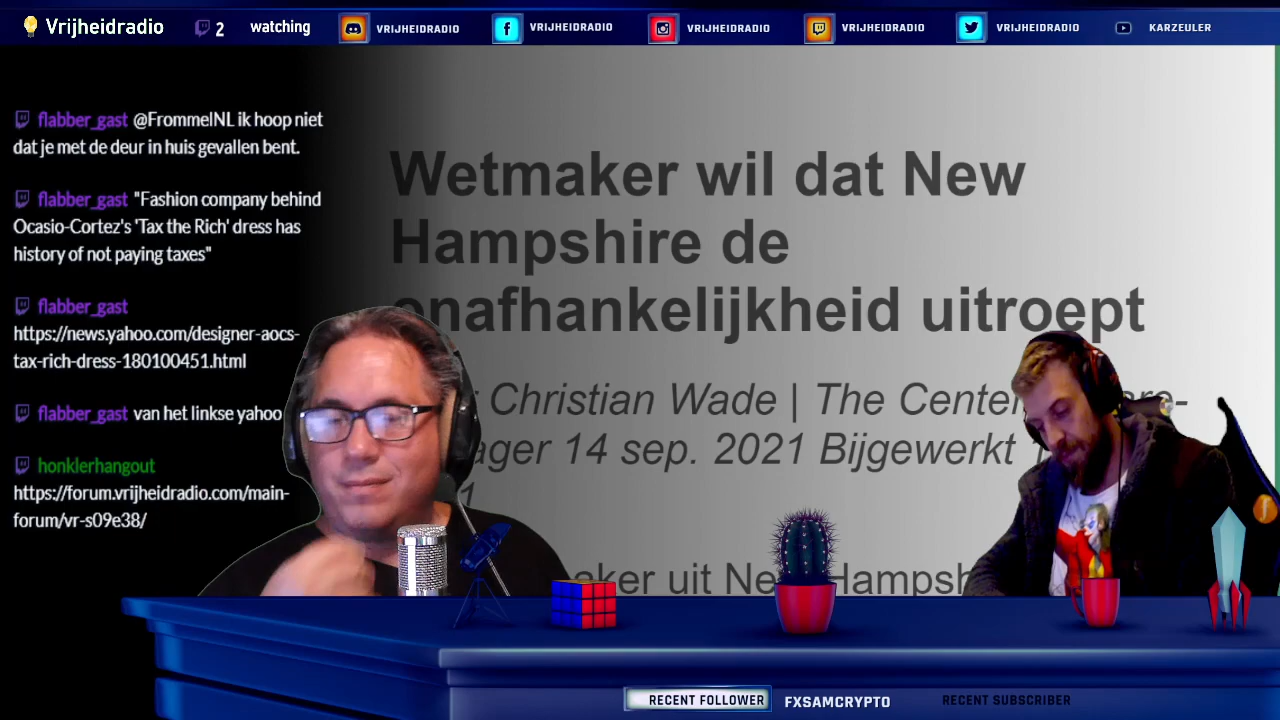 Vrijheidradio
2 watching
VRIJHEIDRADIO
VRIJHEIDRADIO
VRIJHEIDRADIO
VRIJHEIDRADIO
VRIJHEIDRADIO
KARZEULER
flabber_gast @FrommelNL ik hoop niet
dat je met de deur in huis gevallen bent.
flabber_gast "Fashion company behind
Ocasio-Cortez's 'Tax the Rich' dress has
history of not paying taxes"
flabber_gast
https://news.yahoo.com/designer-aocs-
tax-rich-dress-180100451.html
flabber_gast van het linkse yahoo
honklerhangout
https://forum.vrijheidradio.com/main-
forum/vr-s09e38/
Wetmaker wil dat New
Hampshire de
onafhankelijkheid uitroept
Christian Wade | The Center
14 sep. 2021 Bijgewerkt
uit New Hampsh
RECENT FOLLOWER
FXSAMCRYPTO
RECENT SUBSCRIBER